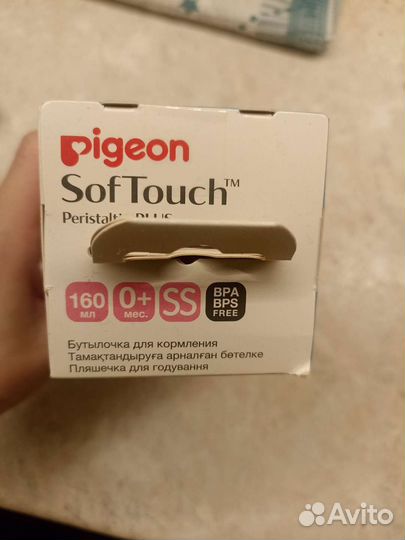 pigeon
SofTouch™
Peristaltic PLUS
160 мл
0+ мес.
SS
BPA
BPS
FREE
Бутылочка для кормления
Тамақтандыруға арналған бөтелке
Пляшечка для годування
Avito